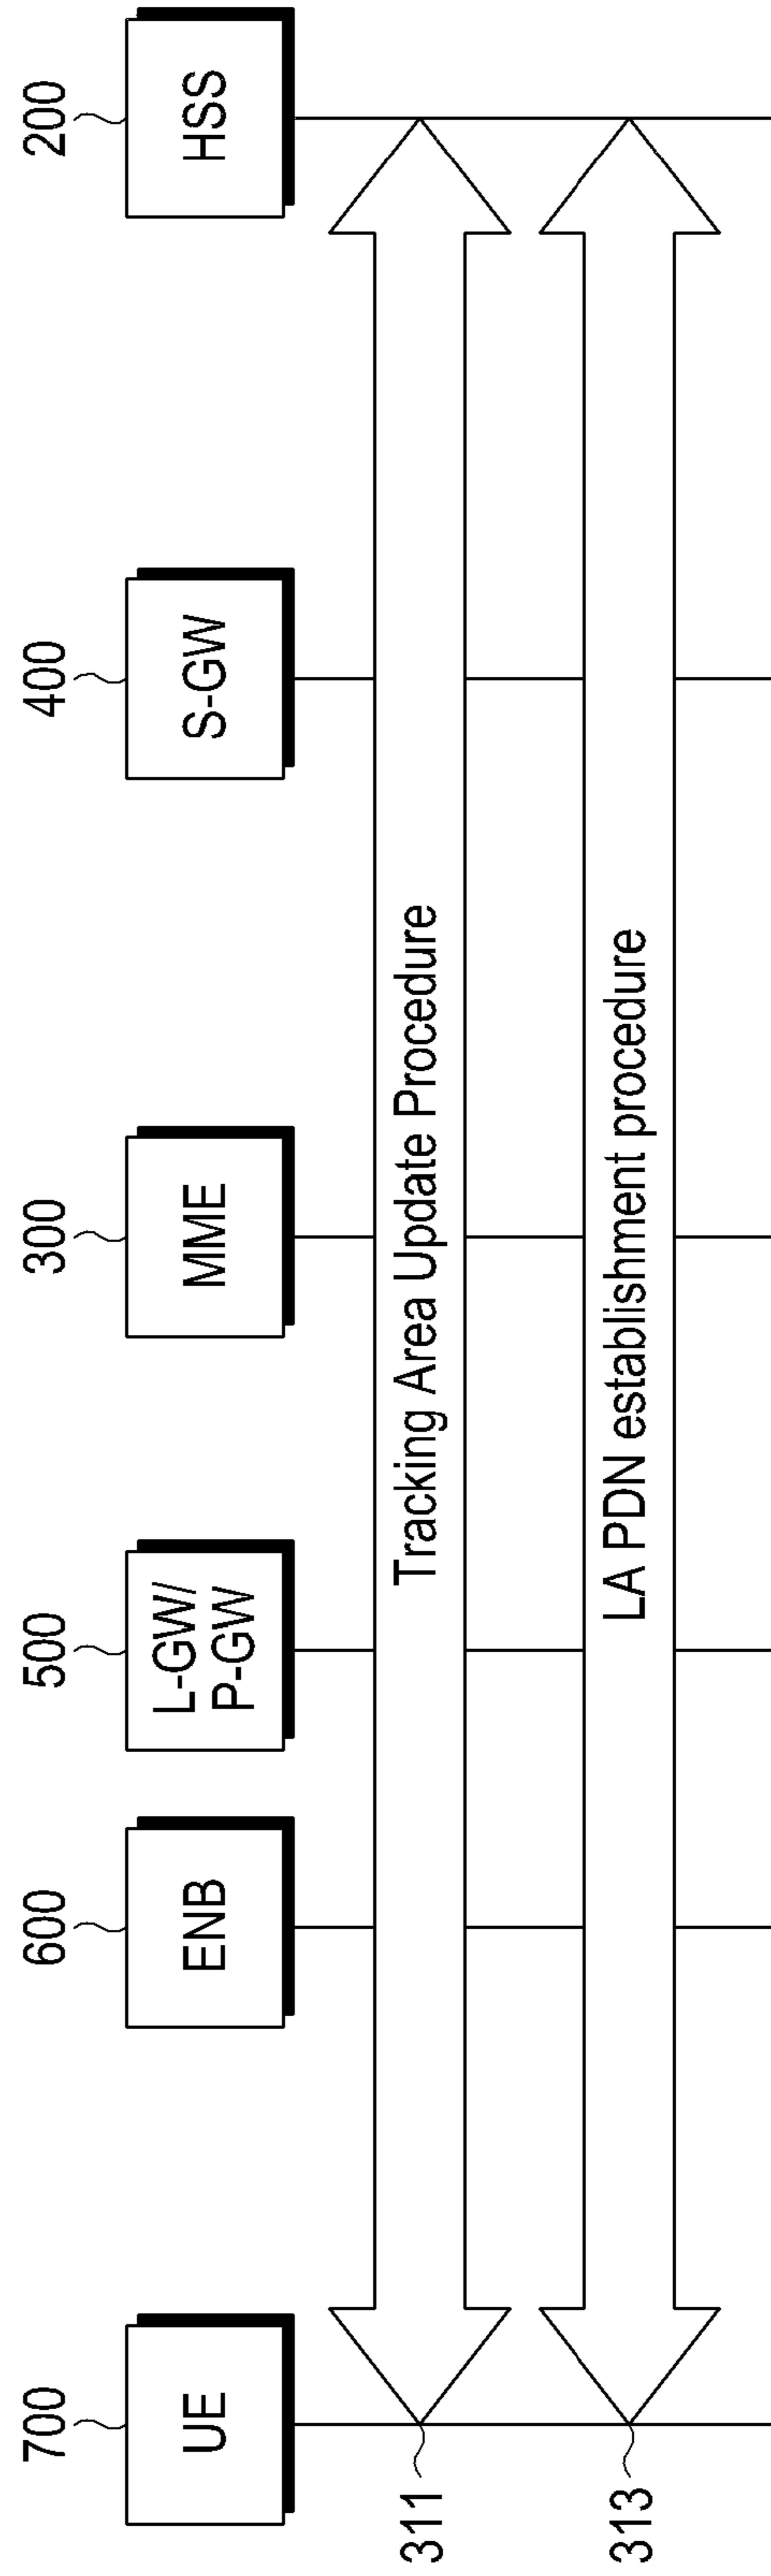 700
600
500
300
400
200
UE
ENB
L-GW/
P-GW
MME
S-GW
HSS
311
Tracking Area Update Procedure
313
LA PDN establishment procedure